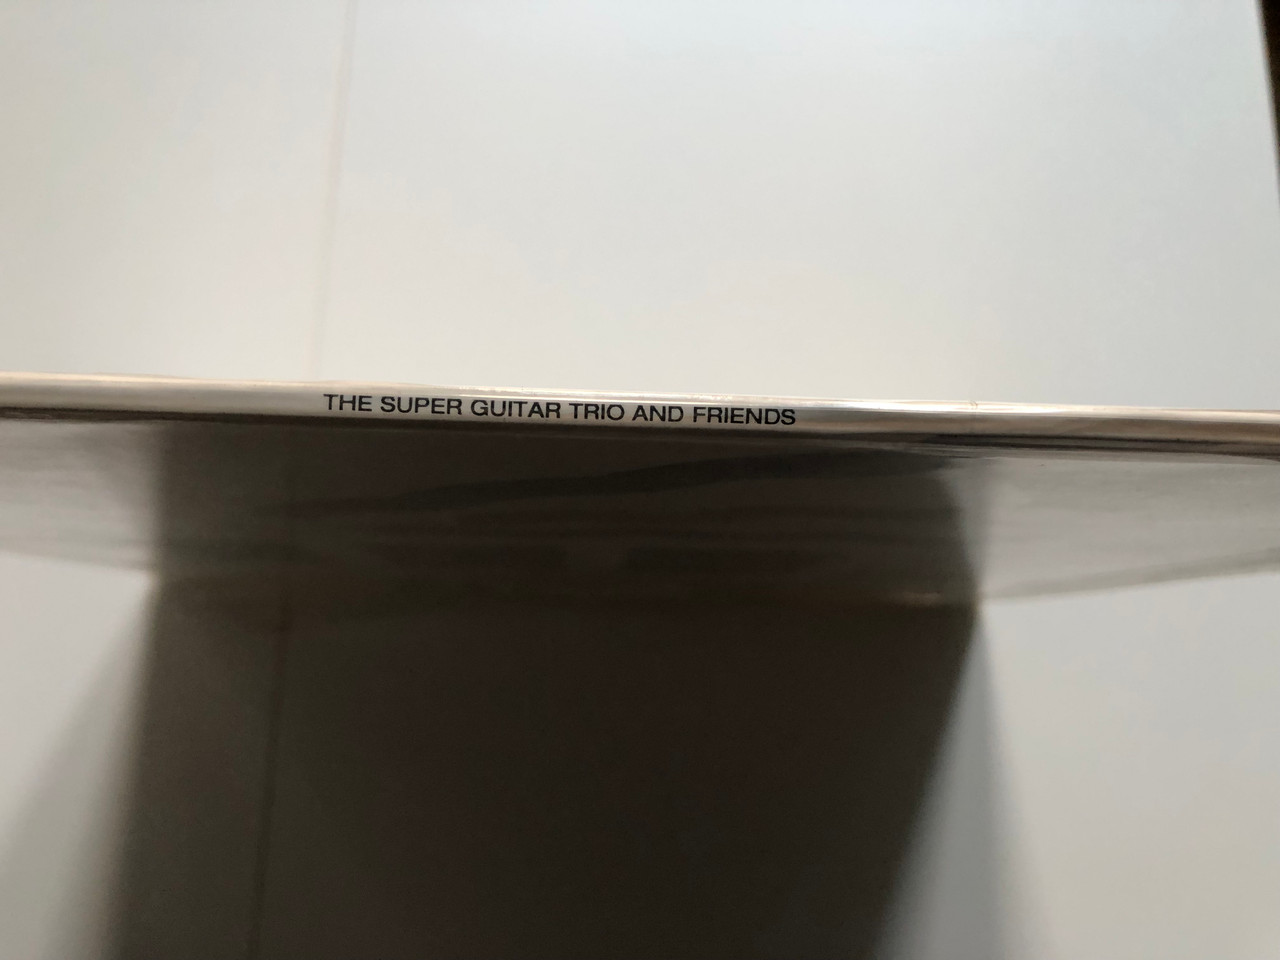 THE SUPER GUITAR TRIO AND FRIENDS